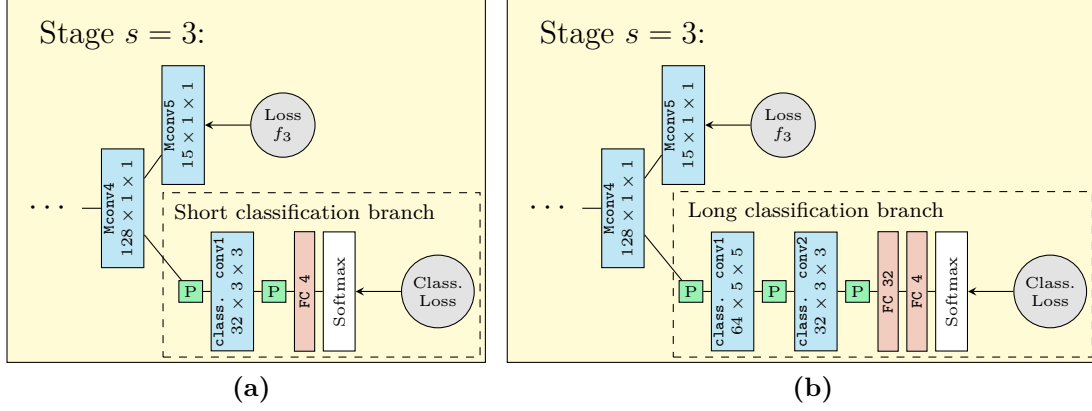 Stage s = 3:
Mconv5
15 × 1 × 1
Loss
f3
Mconv4
128 × 1 × 1
...
Short classification branch
P
class. conv1
32 × 3 × 3
P
FC 4
Softmax
Class.
Loss
(a)
Stage s = 3:
Mconv5
15 × 1 × 1
Loss
f3
Mconv4
128 × 1 × 1
...
Long classification branch
P
class. conv1
64 × 5 × 5
P
class. conv2
32 × 3 × 3
P
FC 32
FC 4
Softmax
Class.
Loss
(b)